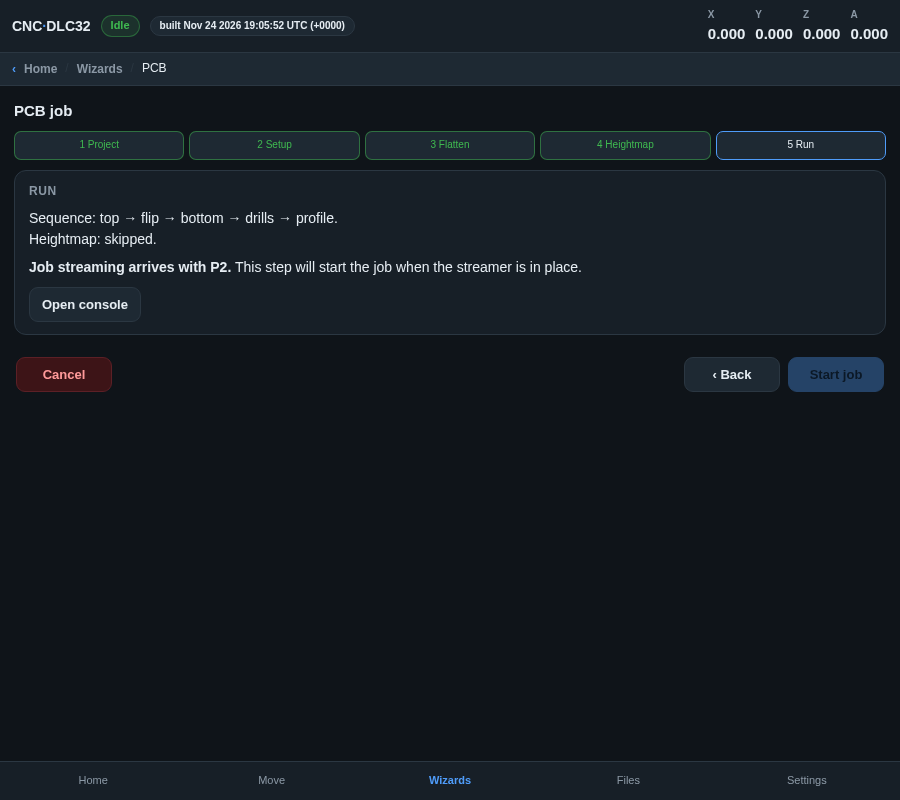 CNC·DLC32 Idle built Nov 24 2026 19:05:52 UTC (+0000)
X Y Z A
0.000 0.000 0.000 0.000
‹ Home / Wizards / PCB
PCB job
1 Project 2 Setup 3 Flatten 4 Heightmap 5 Run
RUN
Sequence: top → flip → bottom → drills → profile.
Heightmap: skipped.
Job streaming arrives with P2. This step will start the job when the streamer is in place.
Open console
Cancel ‹ Back Start job
Home Move Wizards Files Settings